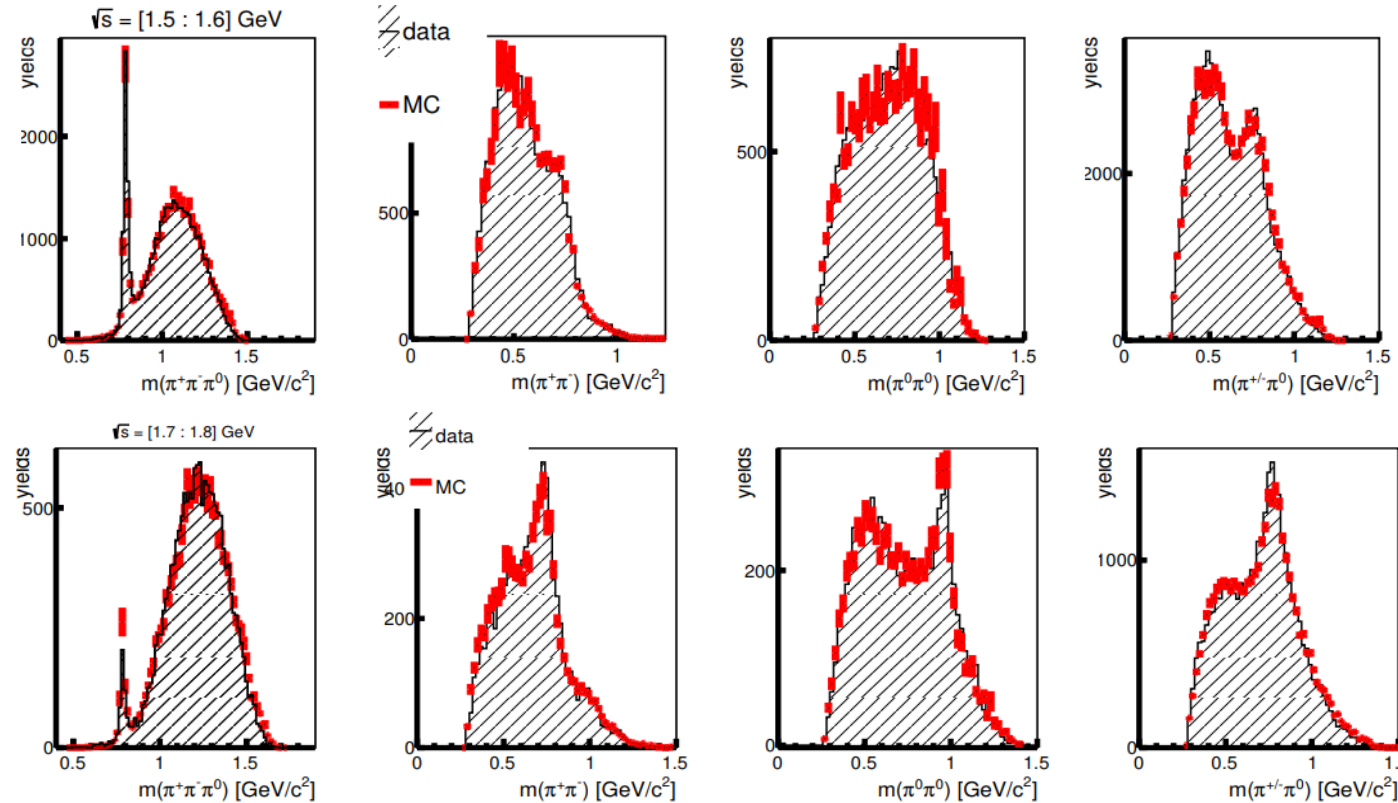 √s = [1.5 : 1.6] GeV
yields
2000
1000
0
0.5
1
1.5
m(π⁺π⁻π⁰) [GeV/c²]
data
MC
500
0
0.5
1
m(π⁺π⁻) [GeV/c²]
yields
500
0
0
0.5
1
1.5
m(π⁰π⁰) [GeV/c²]
yields
2000
0
0
0.5
1
1.5
m(π⁺/⁻π⁰) [GeV/c²]
√s = [1.7 : 1.8] GeV
yields
500
0
0.5
1
1.5
m(π⁺π⁻π⁰) [GeV/c²]
data
MC
yields
40
200
0
0
0.5
1
1.5
m(π⁺π⁻) [GeV/c²]
yields
200
0
0
0.5
1
1.5
m(π⁰π⁰) [GeV/c²]
yields
1000
0
0
0.5
1
m(π⁺/⁻π⁰) [GeV/c²]